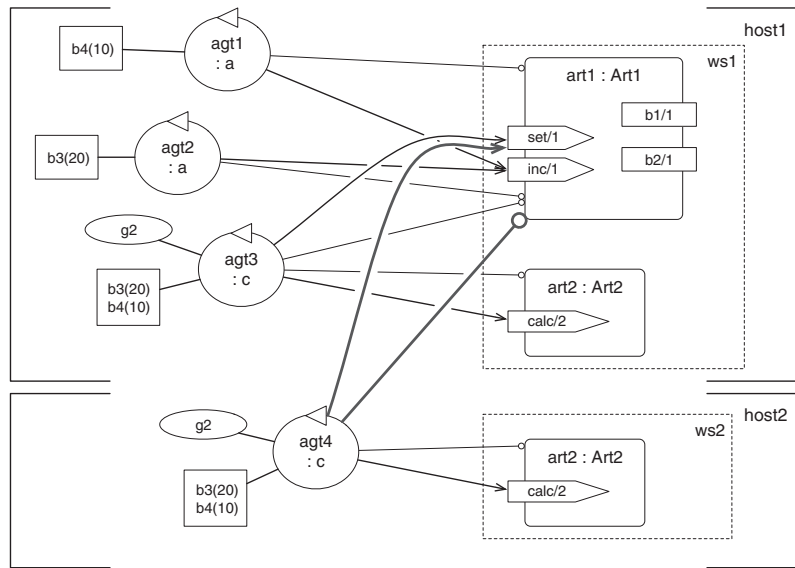 host1
b4(10)
agt1
: a
ws1
art1 : Art1
b1/1
set/1
b3(20)
agt2
: a
b2/1
inc/1
g2
agt3
: c
b3(20)
b4(10)
art2 : Art2
calc/2
host2
g2
agt4
: c
ws2
art2 : Art2
b3(20)
b4(10)
calc/2